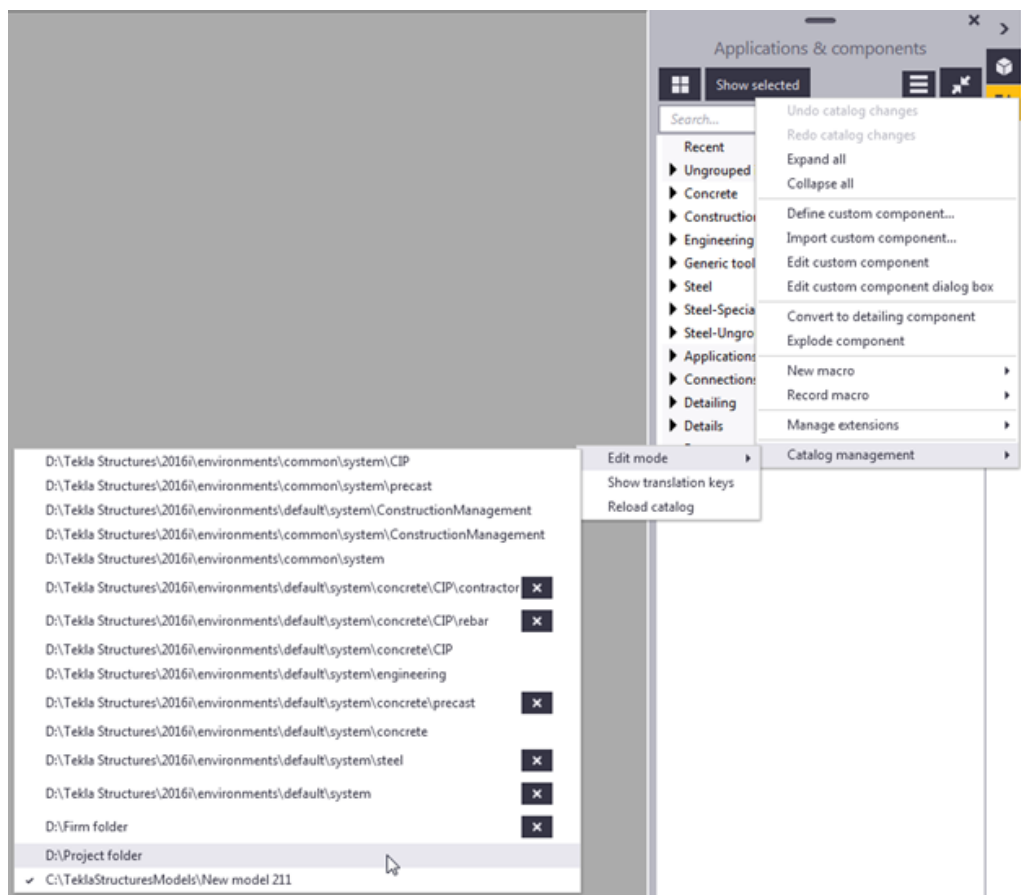 Applications & components
Show selected
Search...
Recent
Ungrouped
Concrete
Construction
Engineering
Generic tool
Steel
Steel-Specia
Steel-Ungro
Applications
Connections
Detailing
Details
Undo catalog changes
Redo catalog changes
Expand all
Collapse all
Define custom component...
Import custom component...
Edit custom component
Edit custom component dialog box
Convert to detailing component
Explode component
New macro
Record macro
Manage extensions
Catalog management
Edit mode
Show translation keys
Reload catalog
D:\Tekla Structures\2016i\environments\common\system\CIP
D:\Tekla Structures\2016i\environments\common\system\precast
D:\Tekla Structures\2016i\environments\default\system\ConstructionManagement
D:\Tekla Structures\2016i\environments\common\system\ConstructionManagement
D:\Tekla Structures\2016i\environments\common\system
D:\Tekla Structures\2016i\environments\default\system\concrete\CIP\contractor
D:\Tekla Structures\2016i\environments\default\system\concrete\CIP\rebar
D:\Tekla Structures\2016i\environments\default\system\concrete\CIP
D:\Tekla Structures\2016i\environments\default\system\engineering
D:\Tekla Structures\2016i\environments\default\system\concrete\precast
D:\Tekla Structures\2016i\environments\default\system\concrete
D:\Tekla Structures\2016i\environments\default\system\steel
D:\Tekla Structures\2016i\environments\default\system
D:\Firm folder
D:\Project folder
C:\TeklaStructuresModels\New model 211